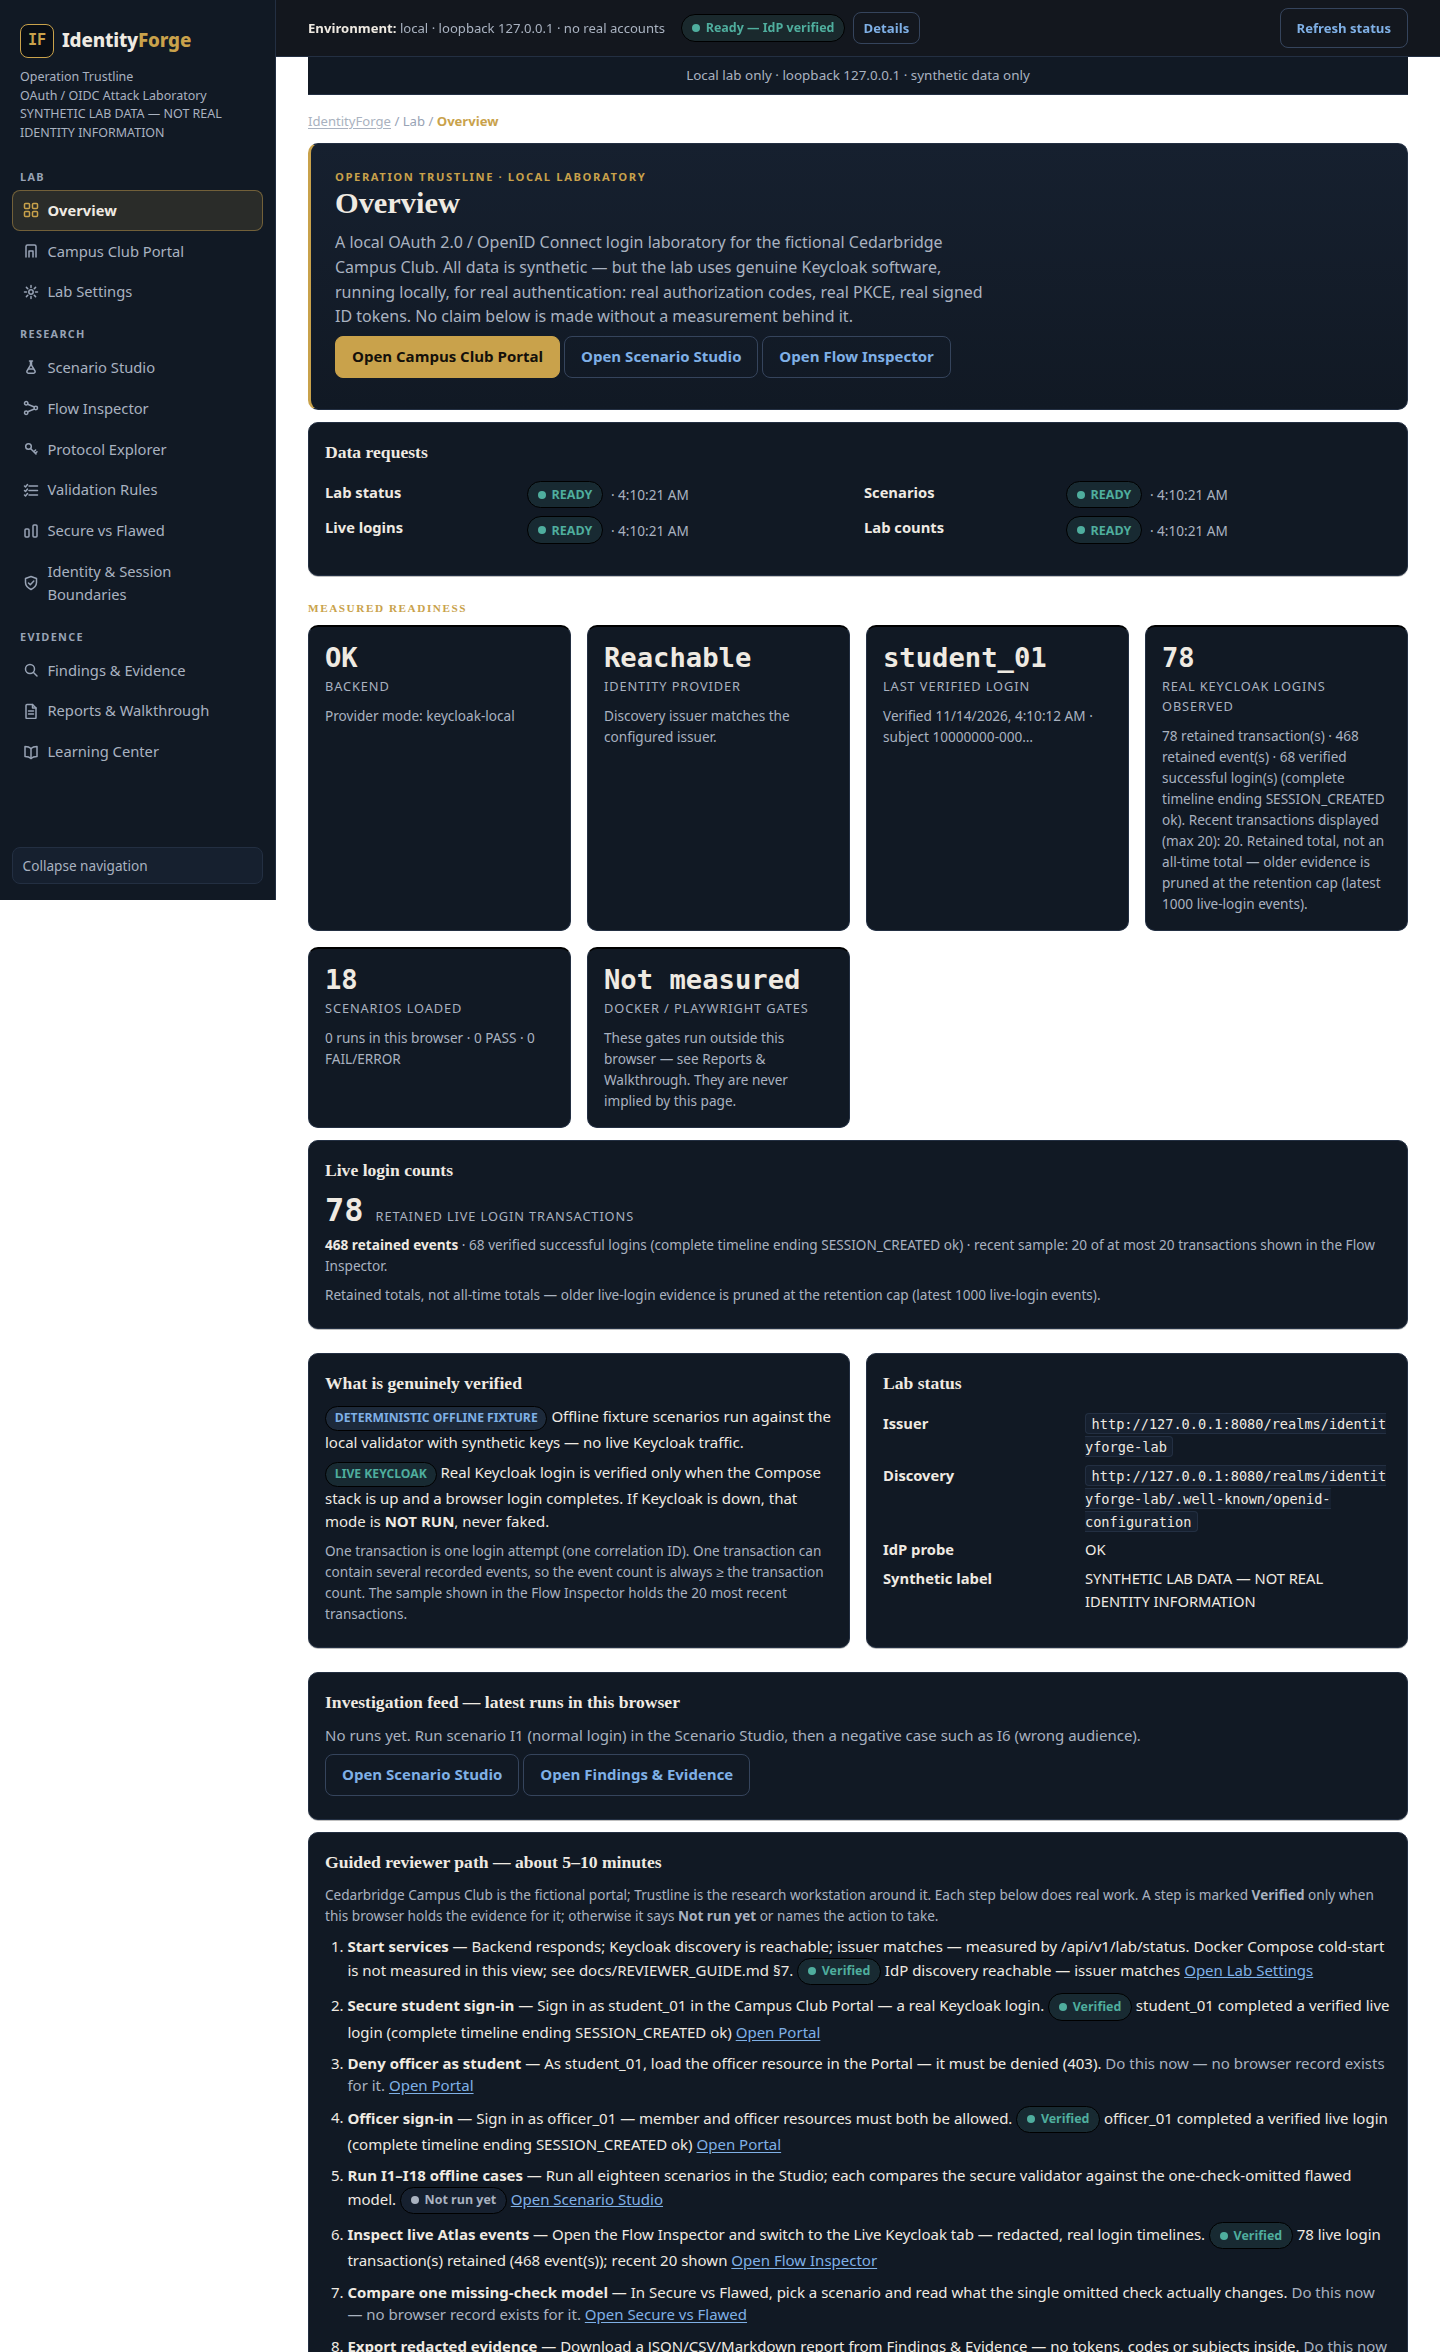 IF IdentityForge
Operation Trustline
OAuth / OIDC Attack Laboratory
SYNTHETIC LAB DATA — NOT REAL
IDENTITY INFORMATION
LAB
Overview
Campus Club Portal
Lab Settings
RESEARCH
Scenario Studio
Flow Inspector
Protocol Explorer
Validation Rules
Secure vs Flawed
Identity & Session
Boundaries
EVIDENCE
Findings & Evidence
Reports & Walkthrough
Learning Center
Collapse navigation
Environment: local · loopback 127.0.0.1 · no real accounts Ready — IdP verified Details Refresh status
Local lab only · loopback 127.0.0.1 · synthetic data only
IdentityForge / Lab / Overview
OPERATION TRUSTLINE · LOCAL LABORATORY
Overview
A local OAuth 2.0 / OpenID Connect login laboratory for the fictional Cedarbridge
Campus Club. All data is synthetic — but the lab uses genuine Keycloak software,
running locally, for real authentication: real authorization codes, real PKCE, real signed
ID tokens. No claim below is made without a measurement behind it.
Open Campus Club Portal Open Scenario Studio Open Flow Inspector
Data requests
Lab status READY · 4:10:21 AM Scenarios READY · 4:10:21 AM
Live logins READY · 4:10:21 AM Lab counts READY · 4:10:21 AM
MEASURED READINESS
OK
BACKEND
Provider mode: keycloak-local
Reachable
IDENTITY PROVIDER
Discovery issuer matches the
configured issuer.
student_01
LAST VERIFIED LOGIN
Verified 11/14/2026, 4:10:12 AM ·
subject 10000000-000…
78
REAL KEYCLOAK LOGINS
OBSERVED
78 retained transaction(s) · 468
retained event(s) · 68 verified
successful login(s) (complete
timeline ending SESSION_CREATED
ok). Recent transactions displayed
(max 20): 20. Retained total, not an
all-time total — older evidence is
pruned at the retention cap (latest
1000 live-login events).
18
SCENARIOS LOADED
0 runs in this browser · 0 PASS · 0
FAIL/ERROR
Not measured
DOCKER / PLAYWRIGHT GATES
These gates run outside this
browser — see Reports &
Walkthrough. They are never
implied by this page.
Live login counts
78 RETAINED LIVE LOGIN TRANSACTIONS
468 retained events · 68 verified successful logins (complete timeline ending SESSION_CREATED ok) · recent sample: 20 of at most 20 transactions shown in the Flow
Inspector.
Retained totals, not all-time totals — older live-login evidence is pruned at the retention cap (latest 1000 live-login events).
What is genuinely verified
DETERMINISTIC OFFLINE FIXTURE Offline fixture scenarios run against the
local validator with synthetic keys — no live Keycloak traffic.
LIVE KEYCLOAK Real Keycloak login is verified only when the Compose
stack is up and a browser login completes. If Keycloak is down, that
mode is NOT RUN, never faked.
One transaction is one login attempt (one correlation ID). One transaction can
contain several recorded events, so the event count is always ≥ the transaction
count. The sample shown in the Flow Inspector holds the 20 most recent
transactions.
Lab status
Issuer http://127.0.0.1:8080/realms/identit
yforge-lab
Discovery http://127.0.0.1:8080/realms/identit
yforge-lab/.well-known/openid-
configuration
IdP probe OK
Synthetic label SYNTHETIC LAB DATA — NOT REAL
IDENTITY INFORMATION
Investigation feed — latest runs in this browser
No runs yet. Run scenario I1 (normal login) in the Scenario Studio, then a negative case such as I6 (wrong audience).
Open Scenario Studio Open Findings & Evidence
Guided reviewer path — about 5–10 minutes
Cedarbridge Campus Club is the fictional portal; Trustline is the research workstation around it. Each step below does real work. A step is marked Verified only when
this browser holds the evidence for it; otherwise it says Not run yet or names the action to take.
1. Start services — Backend responds; Keycloak discovery is reachable; issuer matches — measured by /api/v1/lab/status. Docker Compose cold-start
is not measured in this view; see docs/REVIEWER_GUIDE.md §7. Verified IdP discovery reachable — issuer matches Open Lab Settings
2. Secure student sign-in — Sign in as student_01 in the Campus Club Portal — a real Keycloak login. Verified student_01 completed a verified live
login (complete timeline ending SESSION_CREATED ok) Open Portal
3. Deny officer as student — As student_01, load the officer resource in the Portal — it must be denied (403). Do this now — no browser record exists
for it. Open Portal
4. Officer sign-in — Sign in as officer_01 — member and officer resources must both be allowed. Verified officer_01 completed a verified live login
(complete timeline ending SESSION_CREATED ok) Open Portal
5. Run I1–I18 offline cases — Run all eighteen scenarios in the Studio; each compares the secure validator against the one-check-omitted flawed
model. Not run yet Open Scenario Studio
6. Inspect live Atlas events — Open the Flow Inspector and switch to the Live Keycloak tab — redacted, real login timelines. Verified 78 live login
transaction(s) retained (468 event(s)); recent 20 shown Open Flow Inspector
7. Compare one missing-check model — In Secure vs Flawed, pick a scenario and read what the single omitted check actually changes. Do this now
— no browser record exists for it. Open Secure vs Flawed
8. Export redacted evidence — Download a JSON/CSV/Markdown report from Findings & Evidence — no tokens, codes or subjects inside. Do this now